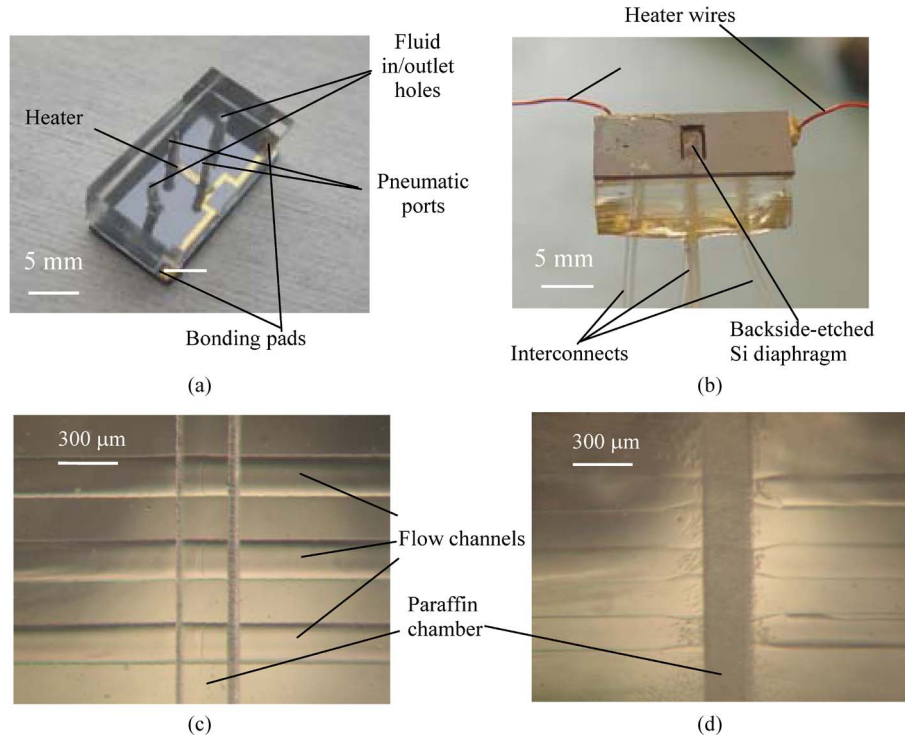 Fluid
in/outlet
holes
Heater
Pneumatic
ports
5 mm
Bonding pads
(a)
Heater wires
5 mm
Interconnects
Backside-etched
Si diaphragm
(b)
300 μm
Flow channels
Paraffin
chamber
(c)
300 μm
(d)